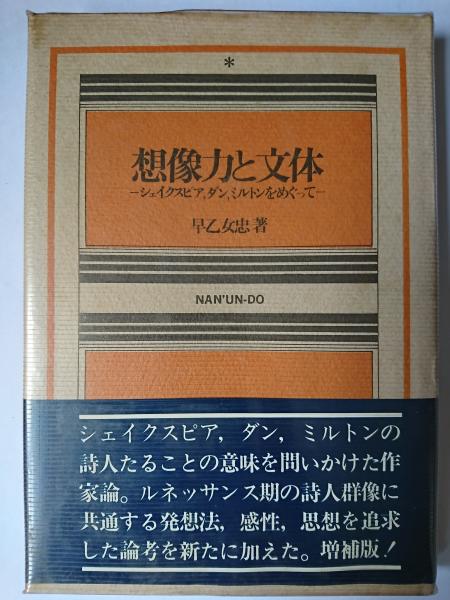 *
想像力と文体
―シェイクスピア,ダン,ミルトンをめぐって―
早乙女忠著
NAN'UN-DO
シェイクスピア, ダン, ミルトンの
詩人たることの意味を問いかけた作
家論。ルネッサンス期の詩人群像に
共通する発想法, 感性, 思想を追求
した論考を新たに加えた。増補版!